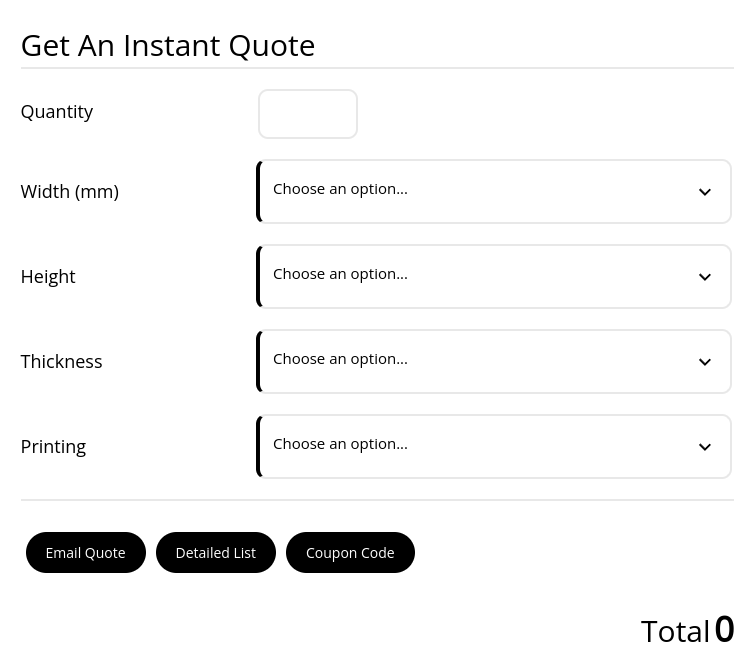 Get An Instant Quote
Quantity
Width (mm)
Choose an option...
Height
Choose an option...
Thickness
Choose an option...
Printing
Choose an option...
Email Quote
Detailed List
Coupon Code
Total 0